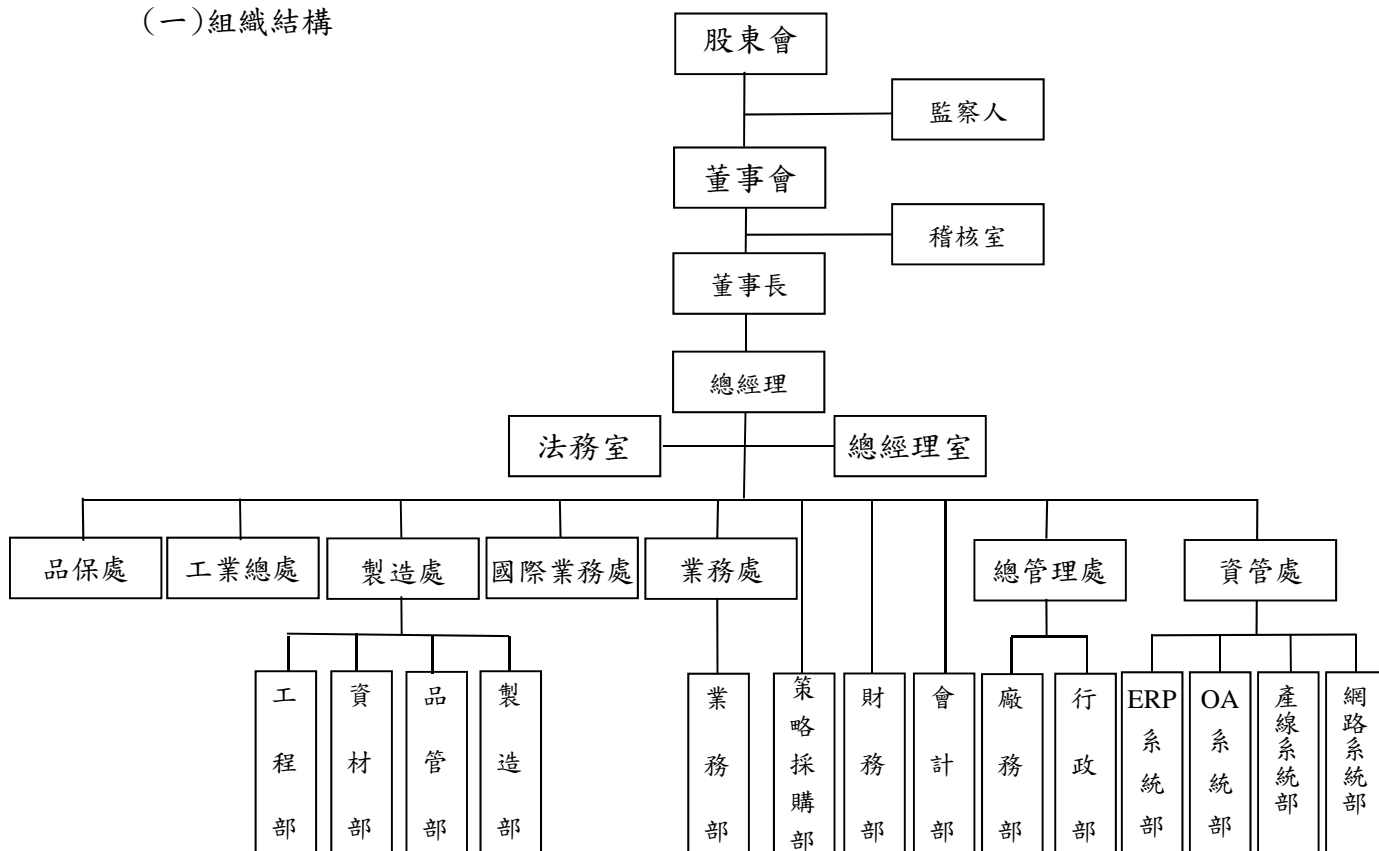 (一)組織結構
股東會
監察人
董事會
稽核室
董事長
總經理
法務室
總經理室
品保處
工業總處
製造處
國際業務處
業務處
總管理處
資管處
工程部
資材部
品管部
製造部
業務部
策略採購部
財務部
會計部
廠務部
行政部
ERP系統部
OA系統部
產線系統部
網路系統部